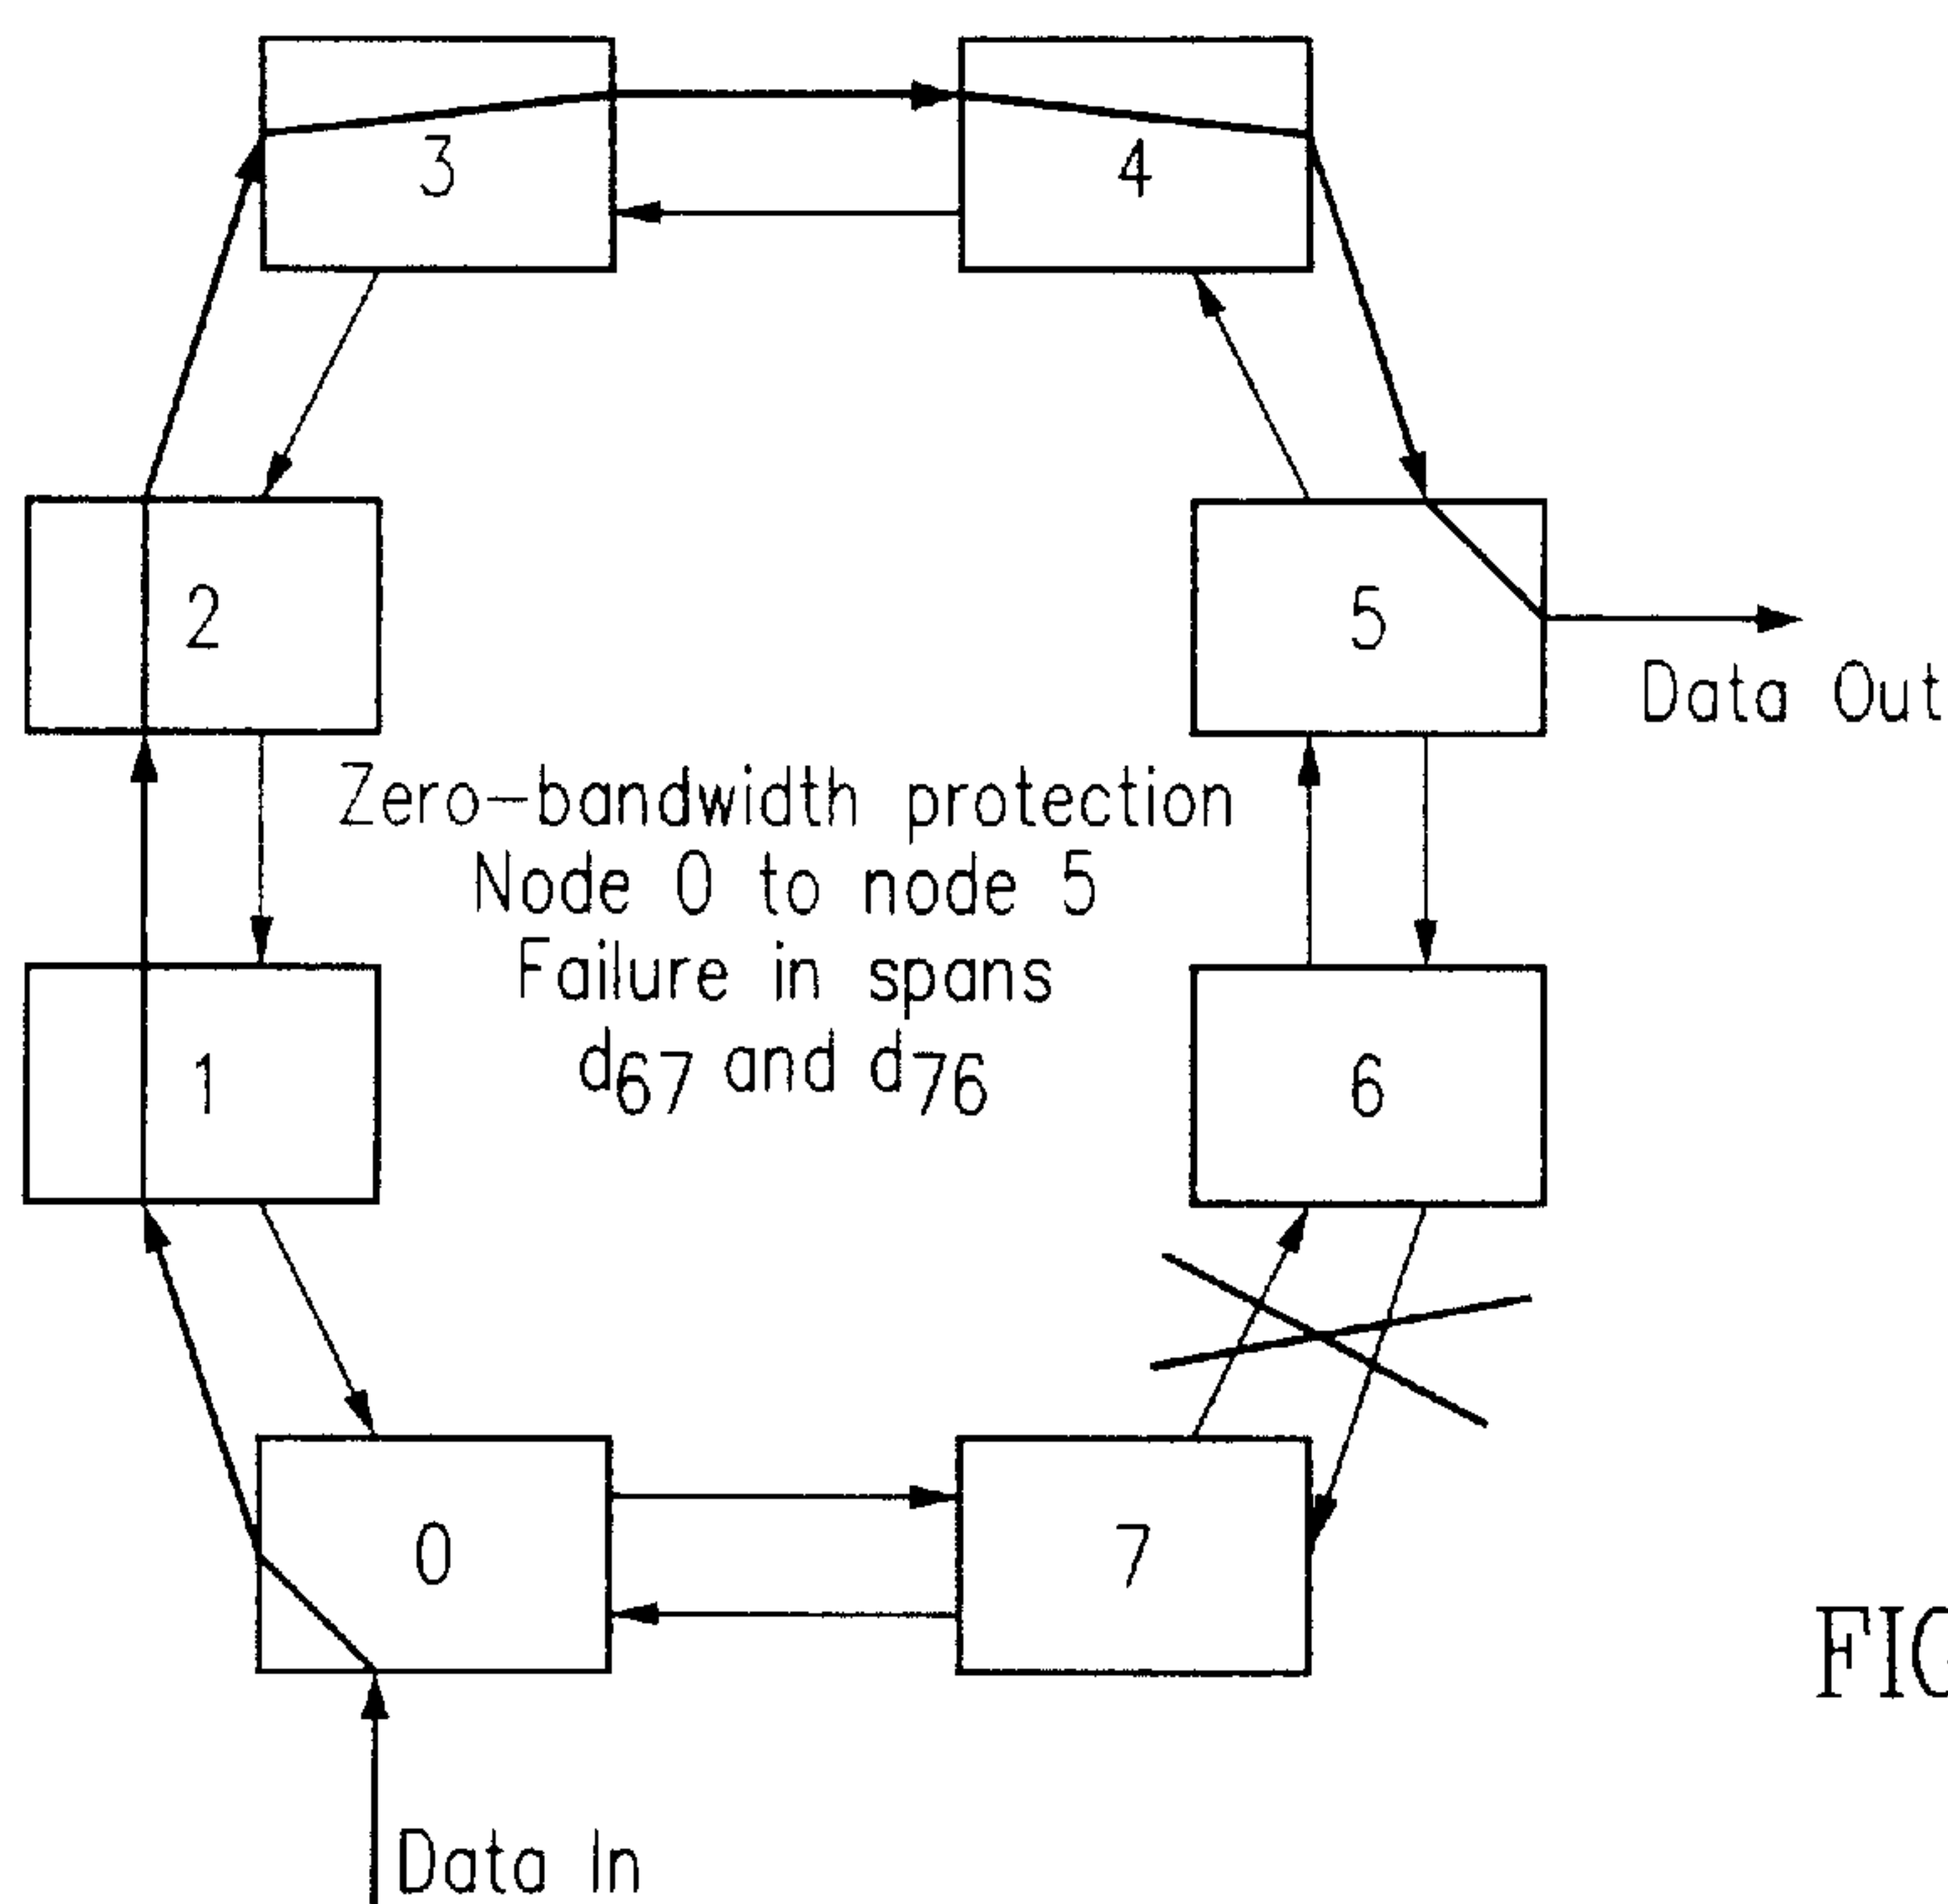 3
4
2
5
Data Out
Zero-bandwidth protection
Node 0 to node 5
Failure in spans
d67 and d76
1
6
0
7
FIG
Data In